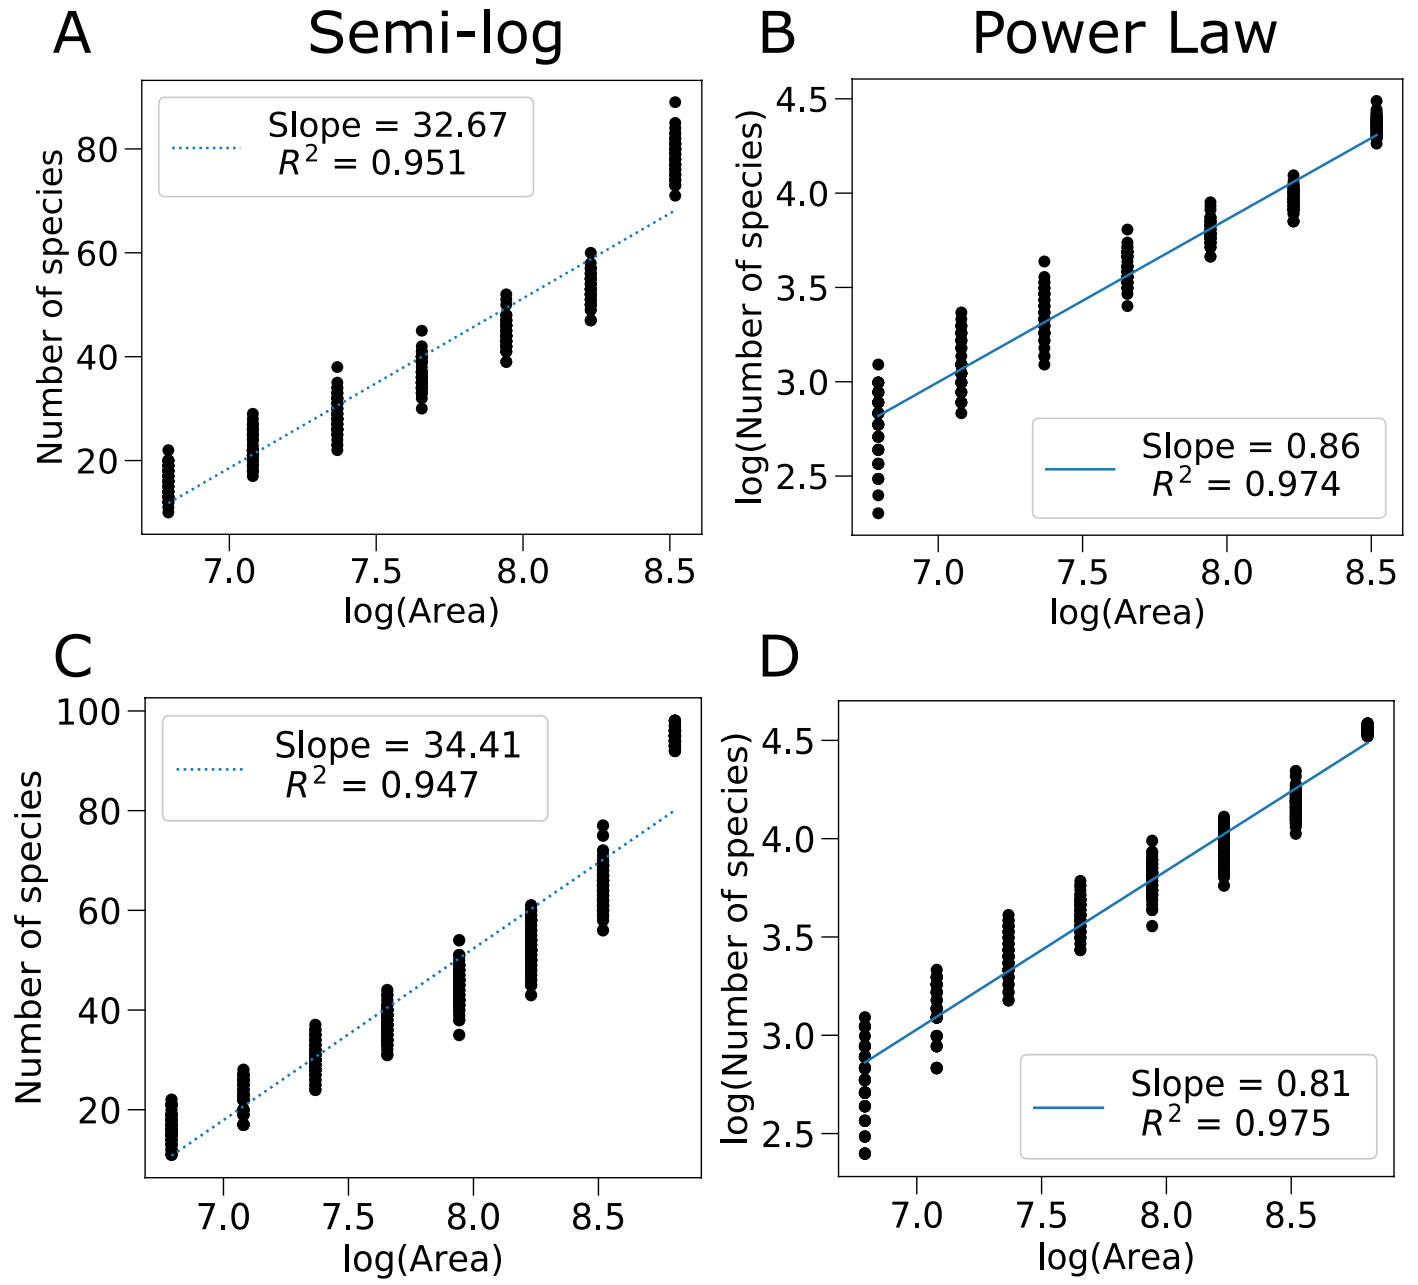 A
Semi-log
Slope = 32.67
R² = 0.951
80
60
40
20
Number of species
7.0 7.5 8.0 8.5
log(Area)
B
Power Law
4.5
4.0
3.5
3.0
2.5
log(Number of species)
Slope = 0.86
R² = 0.974
7.0 7.5 8.0 8.5
log(Area)
C
Slope = 34.41
R² = 0.947
100
80
60
40
20
Number of species
7.0 7.5 8.0 8.5
log(Area)
D
4.5
4.0
3.5
3.0
2.5
log(Number of species)
Slope = 0.81
R² = 0.975
7.0 7.5 8.0 8.5
log(Area)